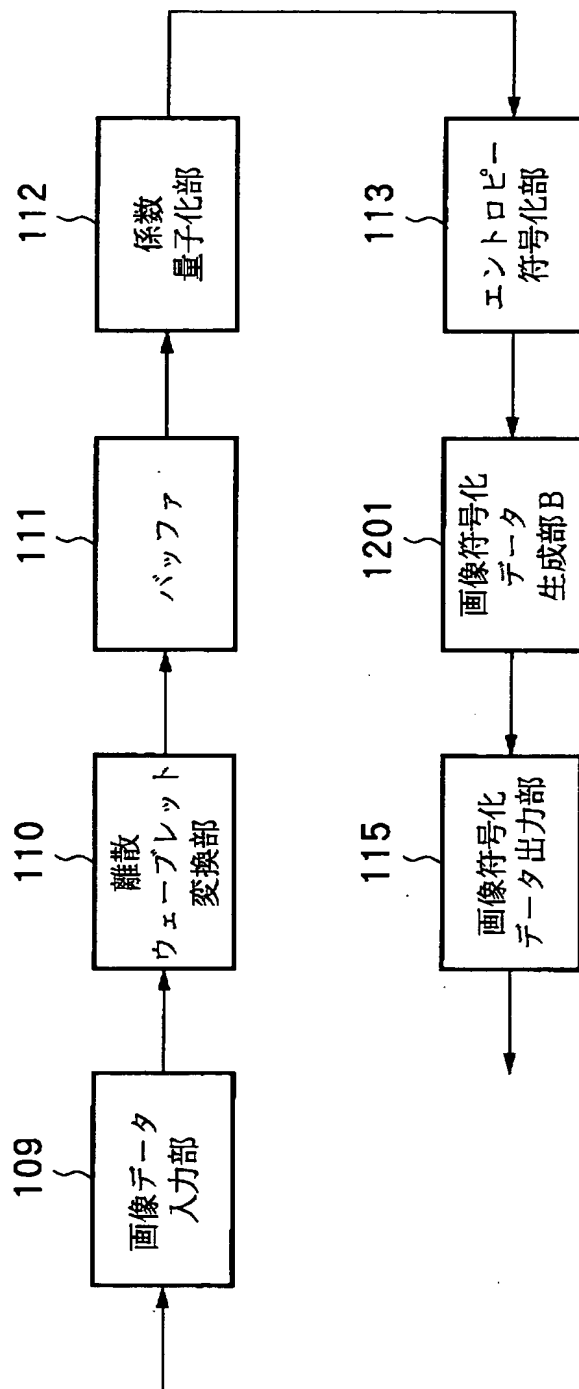 109
画像データ
入力部
110
離散
ウェーブレット
変換部
111
バッファ
112
係数
量子化部
113
エントロピー
符号化部
1201
画像符号化
データ
生成部B
115
画像符号化
データ出力部